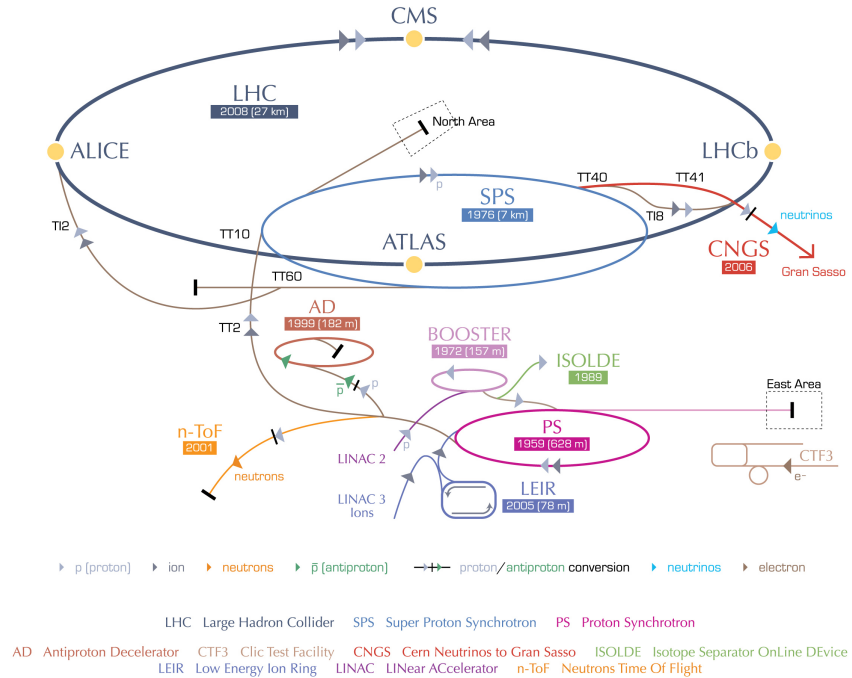 CMS
LHC
2008 (27 km)
North Area
ALICE
LHCb
TT40
TT41
SPS
1976 (7 km)
p
TI8
neutrinos
TI2
TT10
ATLAS
CNGS
2006
Gran Sasso
TT60
AD
1999 (182 m)
TT2
BOOSTER
1972 (157 m)
ISOLDE
1989
p̅
p
East Area
n-ToF
2001
PS
1959 (628 m)
p
LINAC 2
neutrons
CTF3
e-
LEIR
2005 (78 m)
LINAC 3
Ions
p (proton) ion neutrons p̅ (antiproton) proton/antiproton conversion neutrinos electron
LHC Large Hadron Collider SPS Super Proton Synchrotron PS Proton Synchrotron
AD Antiproton Decelerator CTF3 Clic Test Facility CNGS Cern Neutrinos to Gran Sasso ISOLDE Isotope Separator OnLine DEvice
LEIR Low Energy Ion Ring LINAC LINear ACcelerator n-ToF Neutrons Time Of Flight